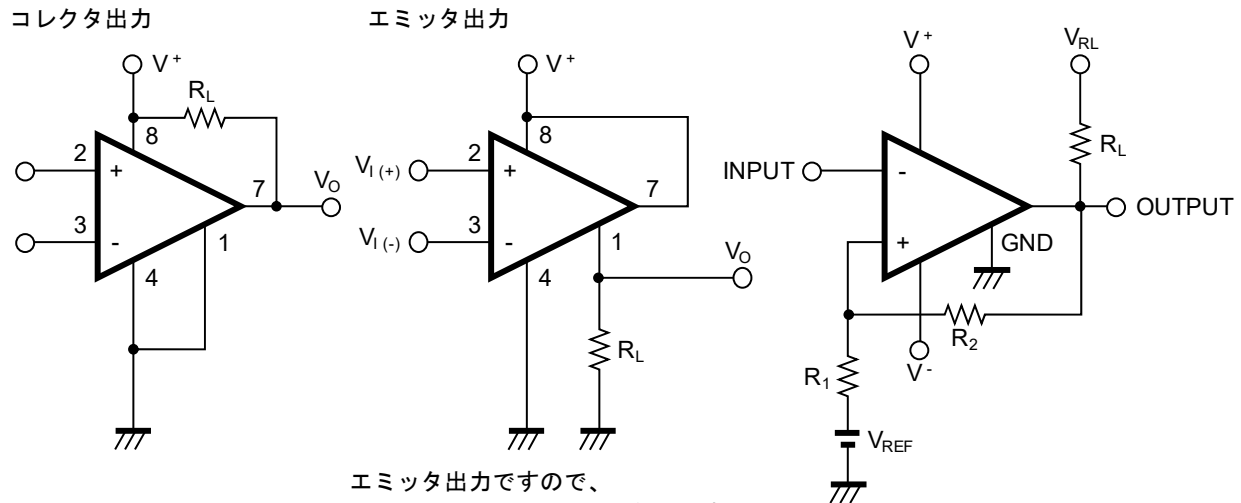 コレクタ出力
V+
RL
8
2
+
3
-
7
VO
1
4
エミッタ出力
V+
8
VI (+)
2
+
VI (-)
3
-
7
1
VO
4
RL
エミッタ出力ですので、
V+
VRL
RL
INPUT
-
OUTPUT
+
GND
R2
V-
R1
VREF